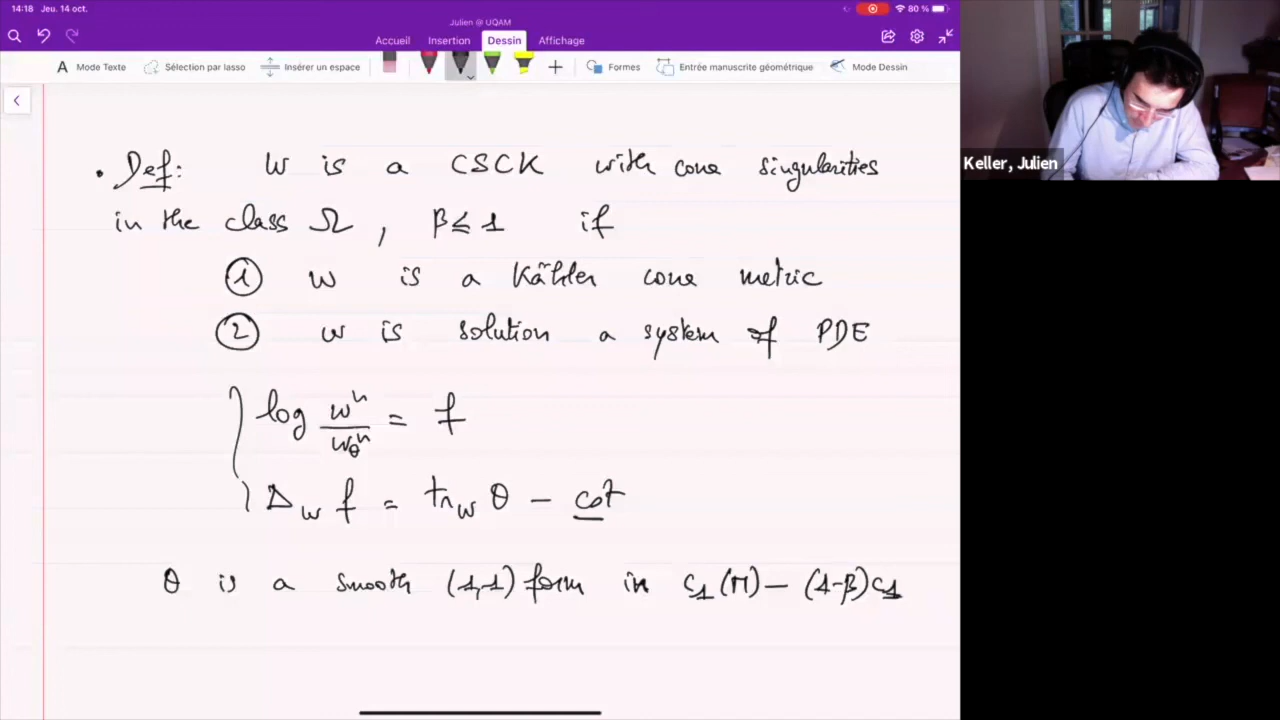 14:18 Jeu. 14 oct. 80 %
Julien @ UQAM
Accueil Insertion Dessin Affichage
A Mode Texte Sélection par lasso Insérer un espace Formes Entrée manuscrite géométrique Mode Dessin
Keller, Julien
• Def: ω is a CSCK with cone singularities
in the class Ω, β ≤ 1 if
① ω is a Kähler cone metric
② ω is solution a system of PDE
log ωⁿ/ω_θⁿ = f
Δ_ω f = tr_ω θ - cst
θ is a smooth (1,1) form in c₁(M) - (1-β)c₁